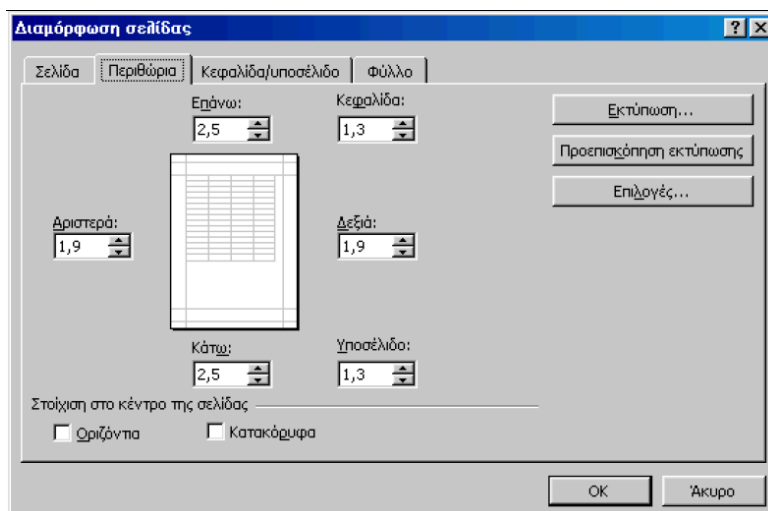 Διαμόρφωση σελίδας
Σελίδα Περιθώρια Κεφαλίδα/υποσέλιδο Φύλλο
Επάνω: Κεφαλίδα:
2,5 1,3
Εκτύπωση...
Προεπισκόπηση εκτύπωσης
Επιλογές...
Αριστερά: Δεξιά:
1,9 1,9
Κάτω: Υποσέλιδο:
2,5 1,3
Στοίχιση στο κέντρο της σελίδας
Οριζόντια Κατακόρυφα
OK Άκυρο